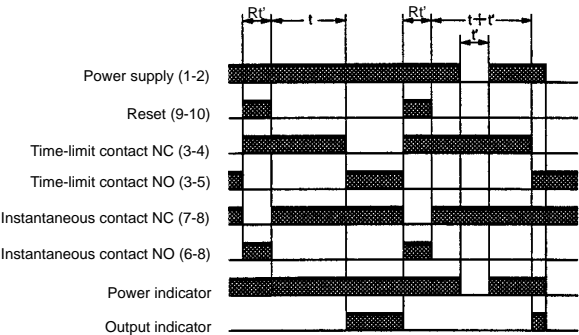 Rt' t Rt' t+t'
t'
Power supply (1-2)
Reset (9-10)
Time-limit contact NC (3-4)
Time-limit contact NO (3-5)
Instantaneous contact NC (7-8)
Instantaneous contact NO (6-8)
Power indicator
Output indicator